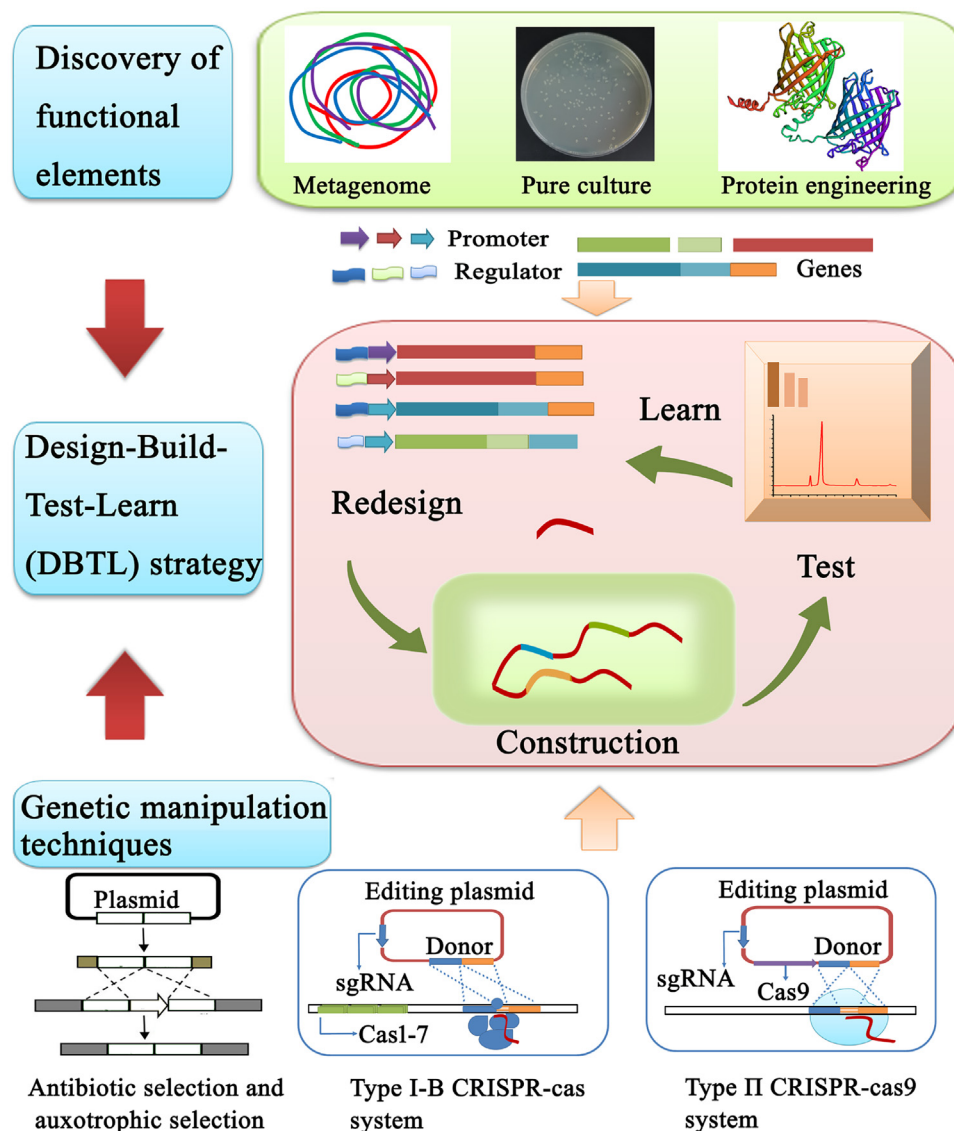 Discovery of
functional
elements
Metagenome
Pure culture
Protein engineering
Promoter
Regulator
Genes
Design-Build-
Test-Learn
(DBTL) strategy
Learn
Redesign
Test
Construction
Genetic manipulation
techniques
Plasmid
Antibiotic selection and
auxotrophic selection
Editing plasmid
Donor
sgRNA
Cas1-7
Type I-B CRISPR-cas
system
Editing plasmid
Donor
sgRNA
Cas9
Type II CRISPR-cas9
system